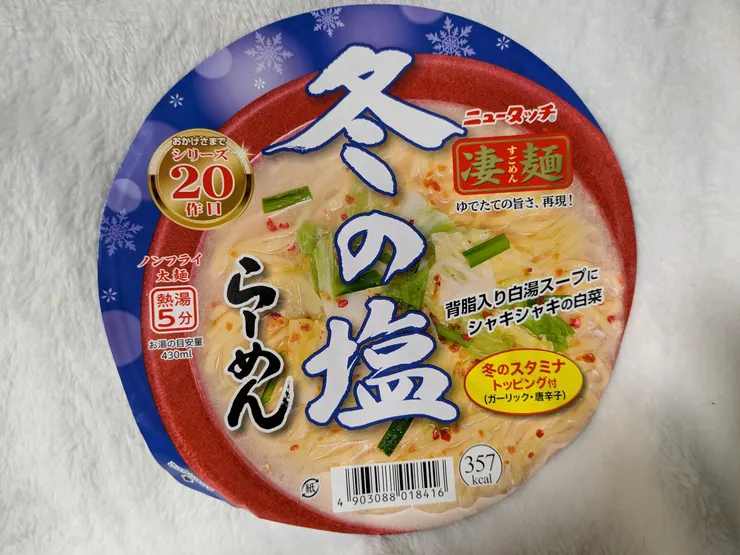 冬の塩
らーめん
おかげさまで
シリーズ
20
作目
ニュータッチ®
凄麺
すごめん
ゆでたての旨さ、再現!
ノンフライ
太麺
熱湯
5分
お湯の目安量
430ml
背脂入り白湯スープに
シャキシャキの白菜
冬のスタミナ
トッピング付
(ガーリック・唐辛子)
357
kcal
紙
4 903088 018416